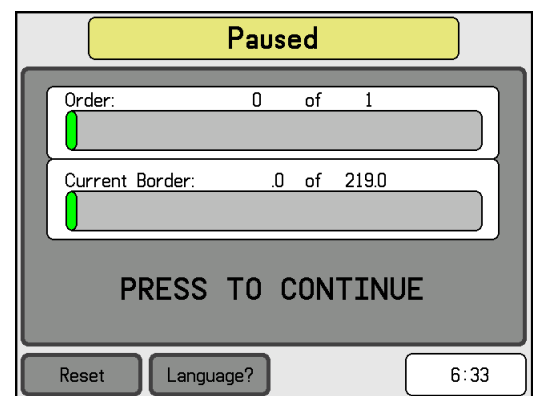 Paused
Order: 0 of 1
Current Border: .0 of 219.0
PRESS TO CONTINUE
Reset Language? 6:33